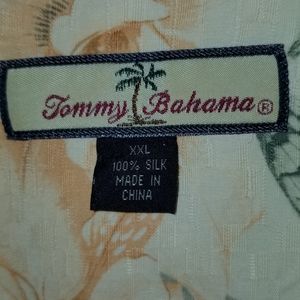 Tommy Bahama®
XXL
100% SILK
MADE IN
CHINA